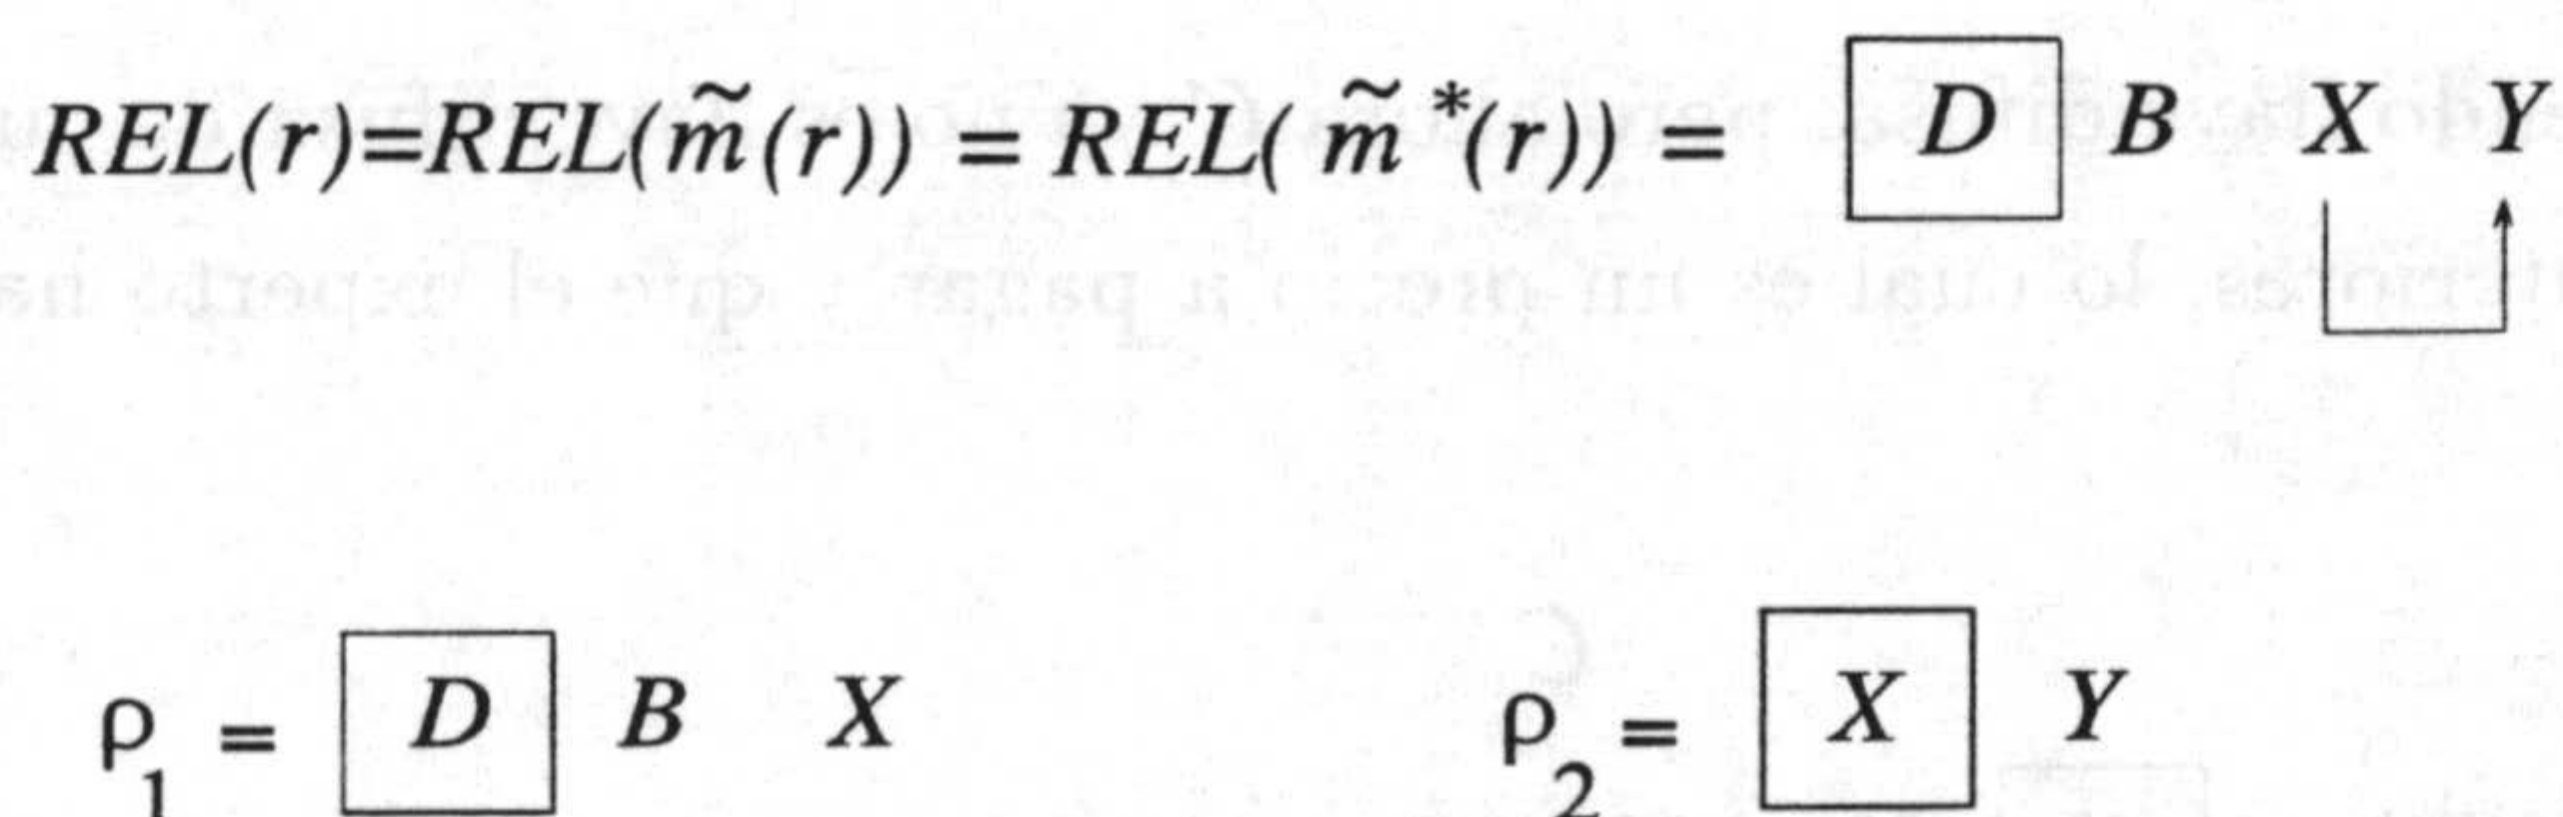 REL(r)=REL(m̃(r)) = REL( m̃*(r)) = D B X Y
ρ1 = D B X ρ2 = X Y